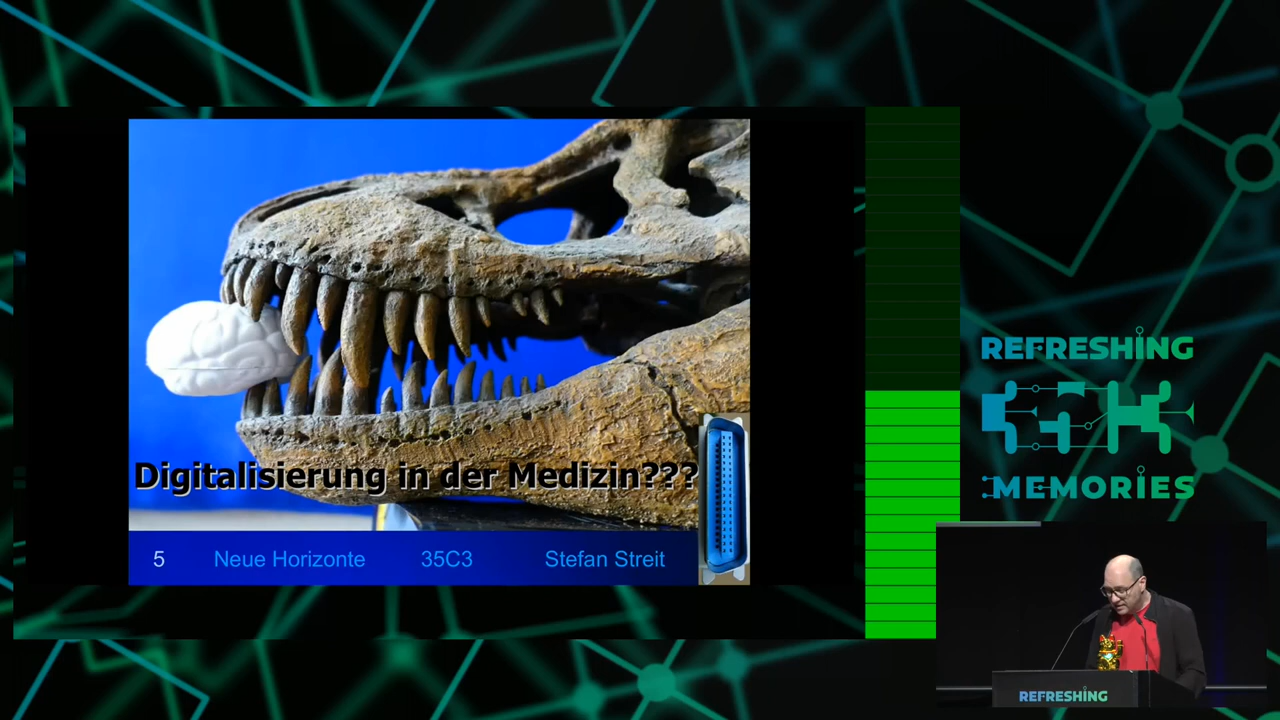 Digitalisierung in der Medizin???
5 Neue Horizonte 35C3 Stefan Streit
REFRESHING
MEMORIES
REFRESHING